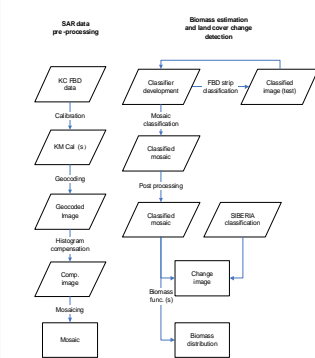 SAR data
pre -processing
Biomass estimation
and land cover change
detection
KC FBD
data
Calibration
KM Cal (s)
Geocoding
Geocoded
Image
Histogram
compensation
Comp.
image
Mosaicing
Mosaic
Classifier
development
FBD strip
classification
Classified
image (test)
Mosaic
classification
Classified
mosaic
Post processing
Classified
mosaic
SIBERIA
classification
Change
image
Biomass
func. (s)
Biomass
distribution